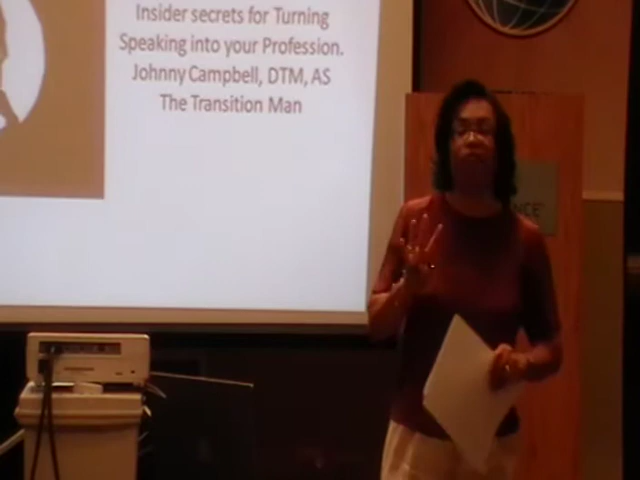 Insider secrets for Turning
Speaking into your Profession.
Johnny Campbell, DTM, AS
The Transition Man